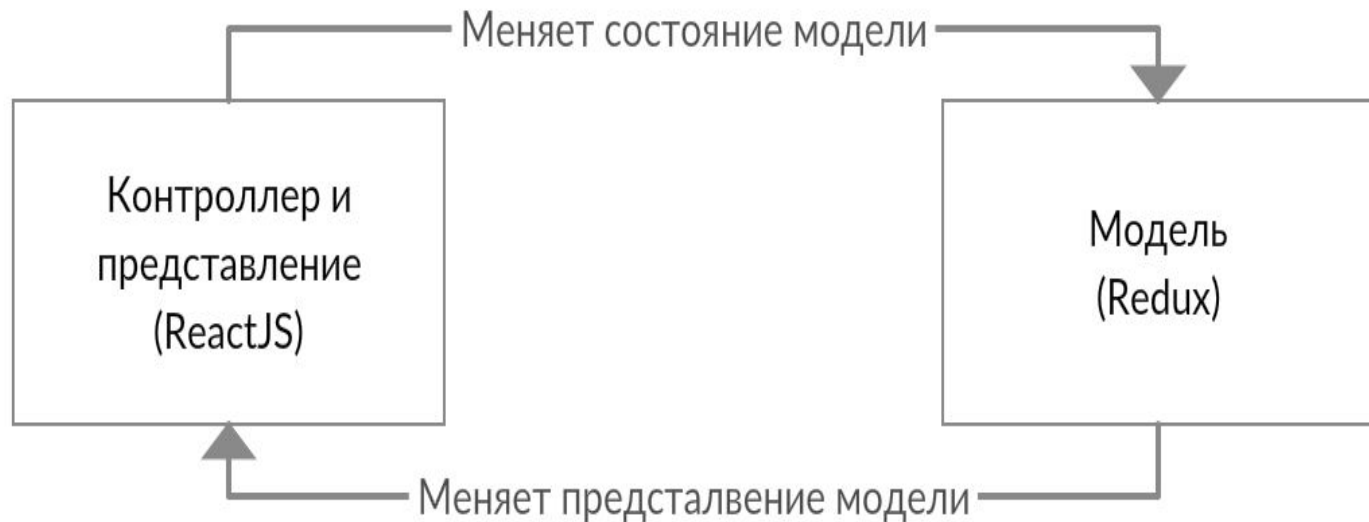 Меняет состояние модели
Контроллер и
представление
(ReactJS)
Модель
(Redux)
Меняет предсталвение модели